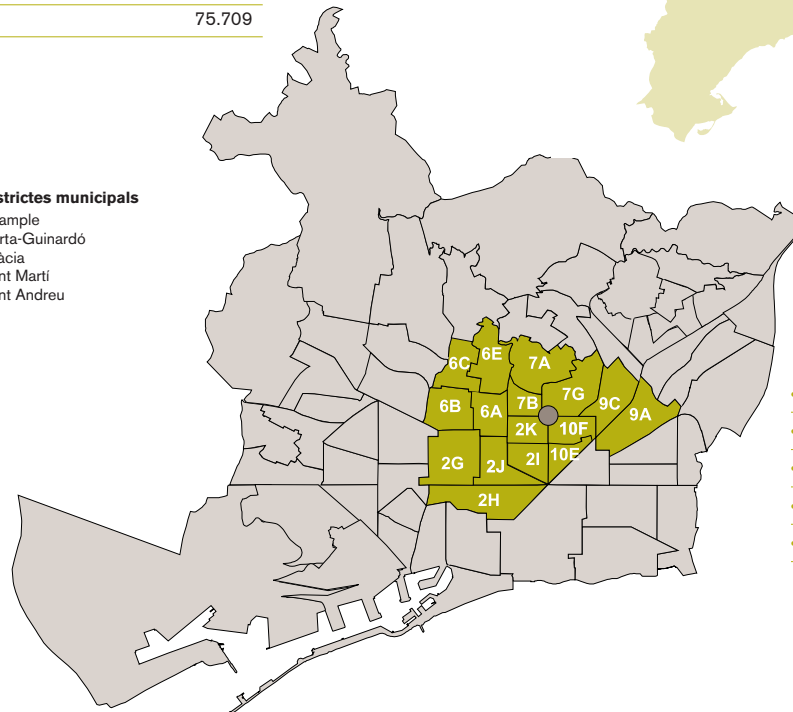 75.709
strictes municipals
ample
rta-Guinardó
àcia
nt Martí
nt Andreu
6C
6E
7A
6B
6A
7B
7G
9C
9A
2K
10F
2G
2J
2I
10E
2H